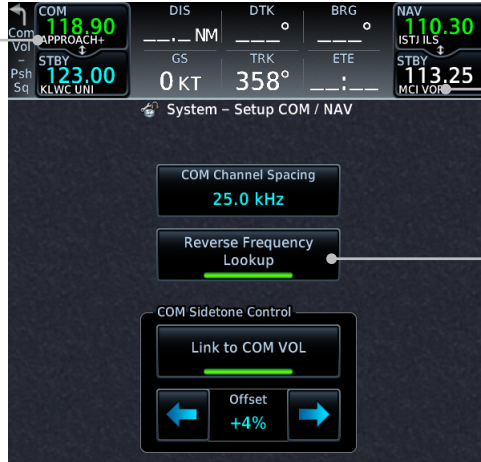 COM
118.90
APPROACH+
STBY
123.00
KLWC UNI
Com
Vol
–
Psh
Sq
DIS
__.__ NM
DTK
___°
BRG
___°
GS
0 KT
TRK
358°
ETE
__:__
NAV
110.30
ISTJ ILS
STBY
113.25
MCI VOR
System – Setup COM / NAV
COM Channel Spacing
25.0 kHz
Reverse Frequency
Lookup
COM Sidetone Control
Link to COM VOL
Offset
+4%